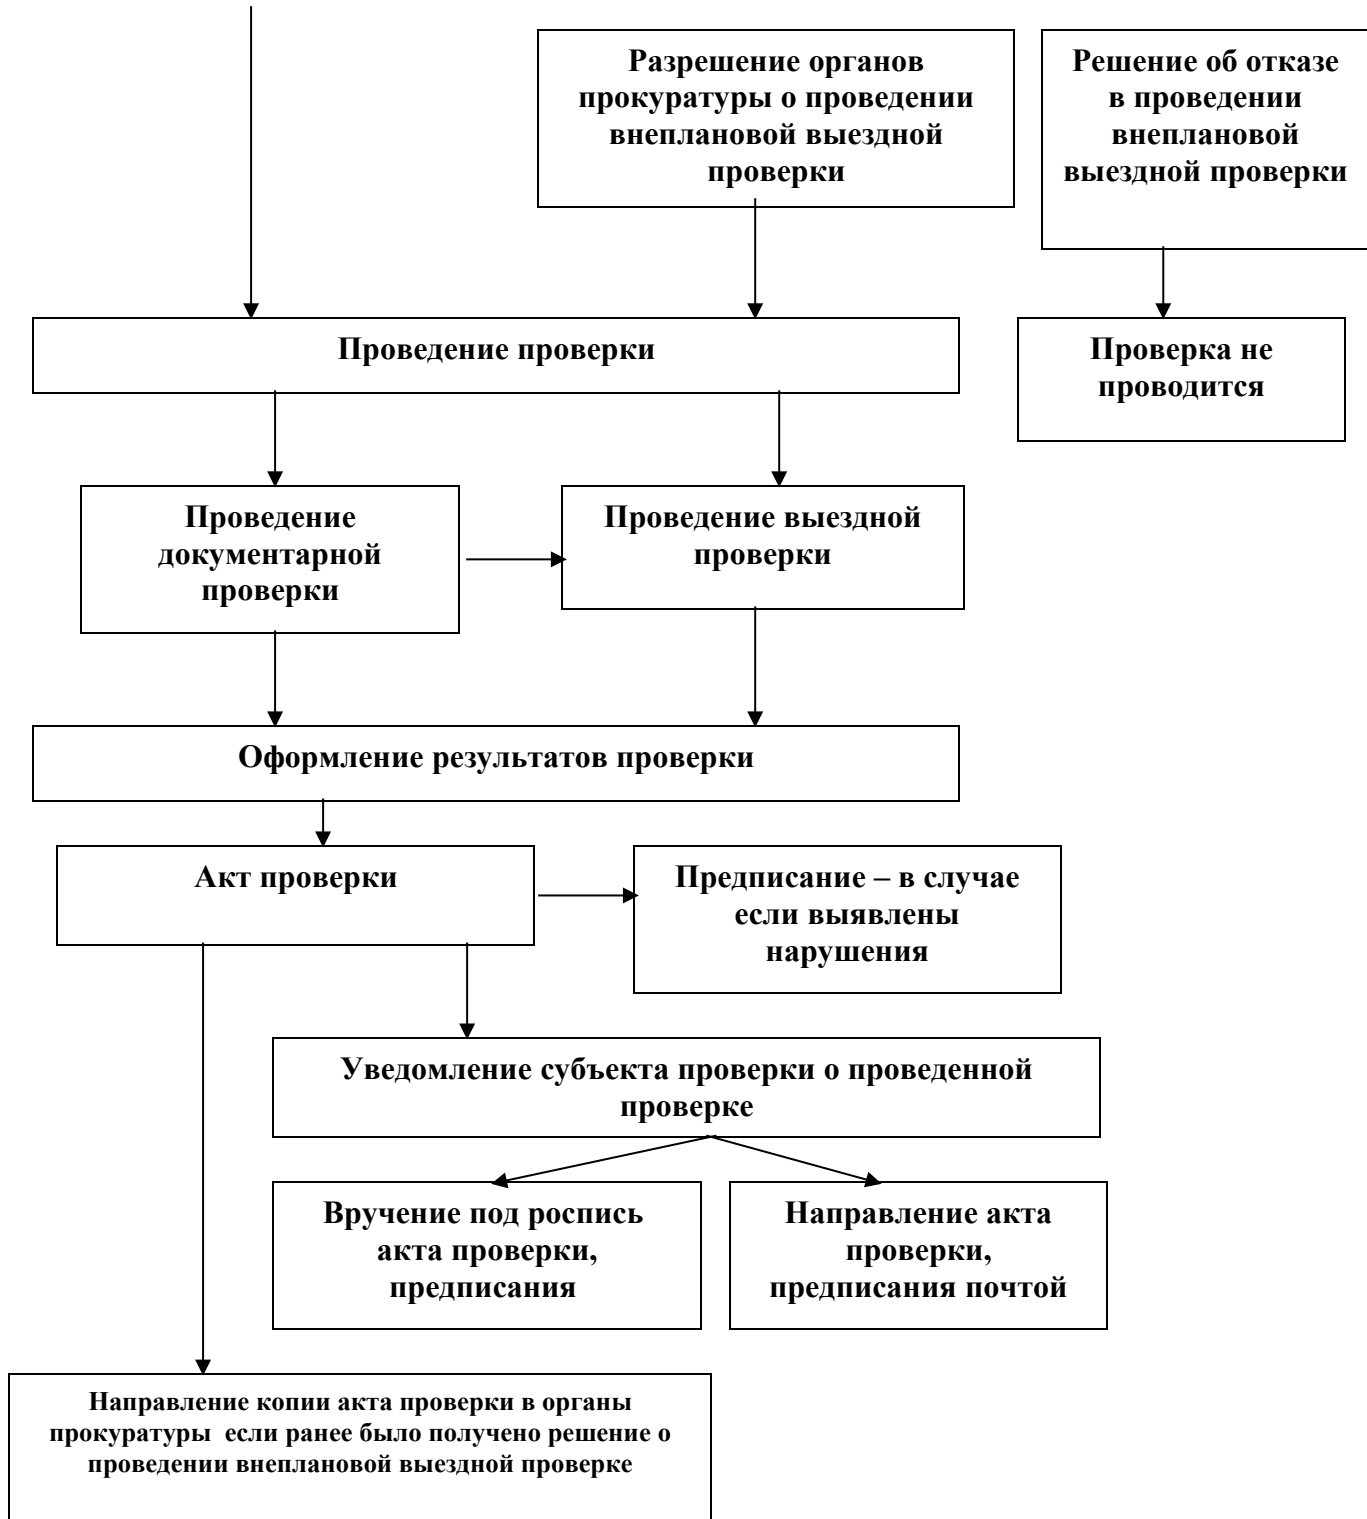 Разрешение органов
прокуратуры о проведении
внеплановой выездной
проверки
Решение об отказе
в проведении
внеплановой
выездной проверки
Проведение проверки
Проверка не
проводится
Проведение
документарной
проверки
Проведение выездной
проверки
Оформление результатов проверки
Акт проверки
Предписание – в случае
если выявлены
нарушения
Уведомление субъекта проверки о проведенной
проверке
Вручение под роспись
акта проверки,
предписания
Направление акта
проверки,
предписания почтой
Направление копии акта проверки в органы
прокуратуры  если ранее было получено решение о
проведении внеплановой выездной проверке